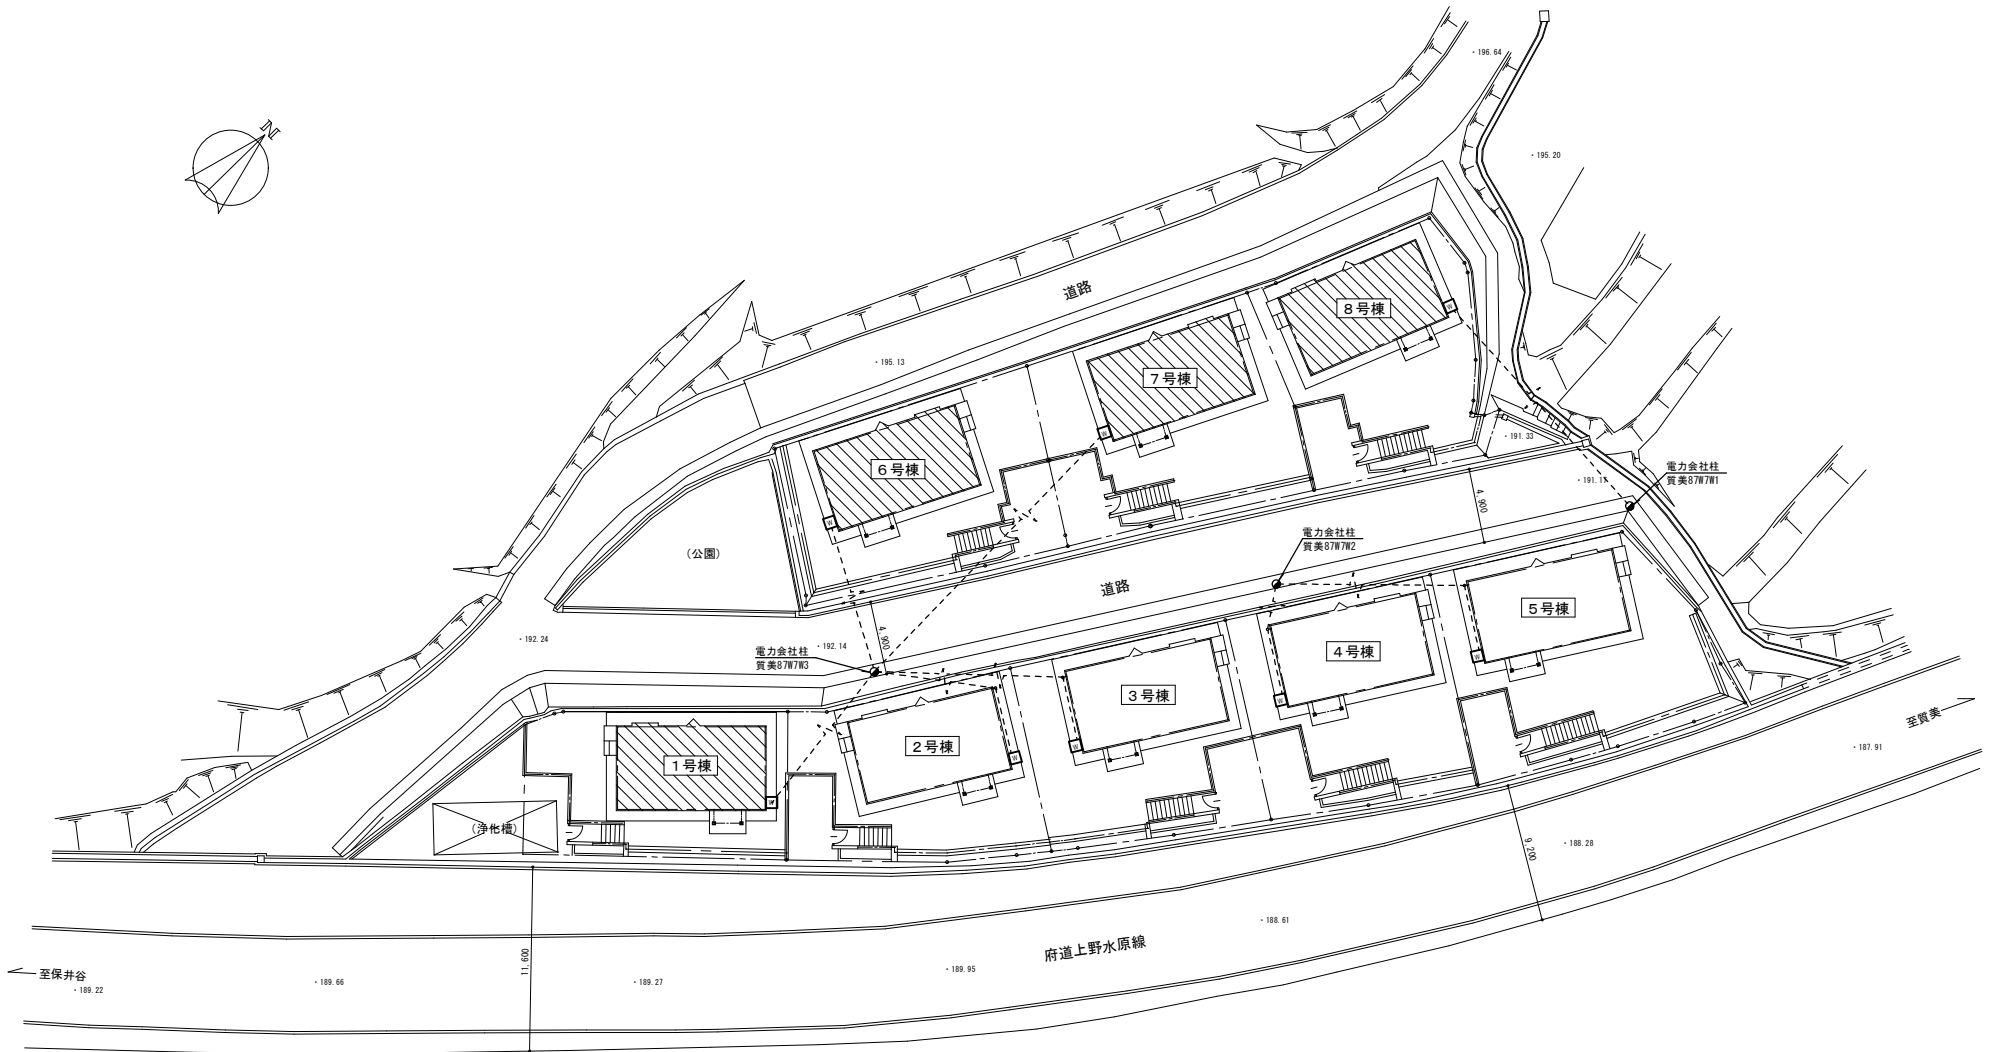 N
・196.64
・195.20
道路
８号棟
W
・195.13
７号棟
W
６号棟
W
・191.33
・191.1
電力会社柱
質美87W7W1
4,900
電力会社柱
質美87W7W2
(公園)
道路
５号棟
W
４号棟
W
３号棟
W
２号棟
W
１号棟
W
・192.24
・192.14
4,900
電力会社柱
質美87W7W3
(浄化槽)
至質美
・187.91
・188.28
9,200
・188.61
府道上野水原線
11,600
・189.95
・189.27
・189.66
至保井谷
・189.22